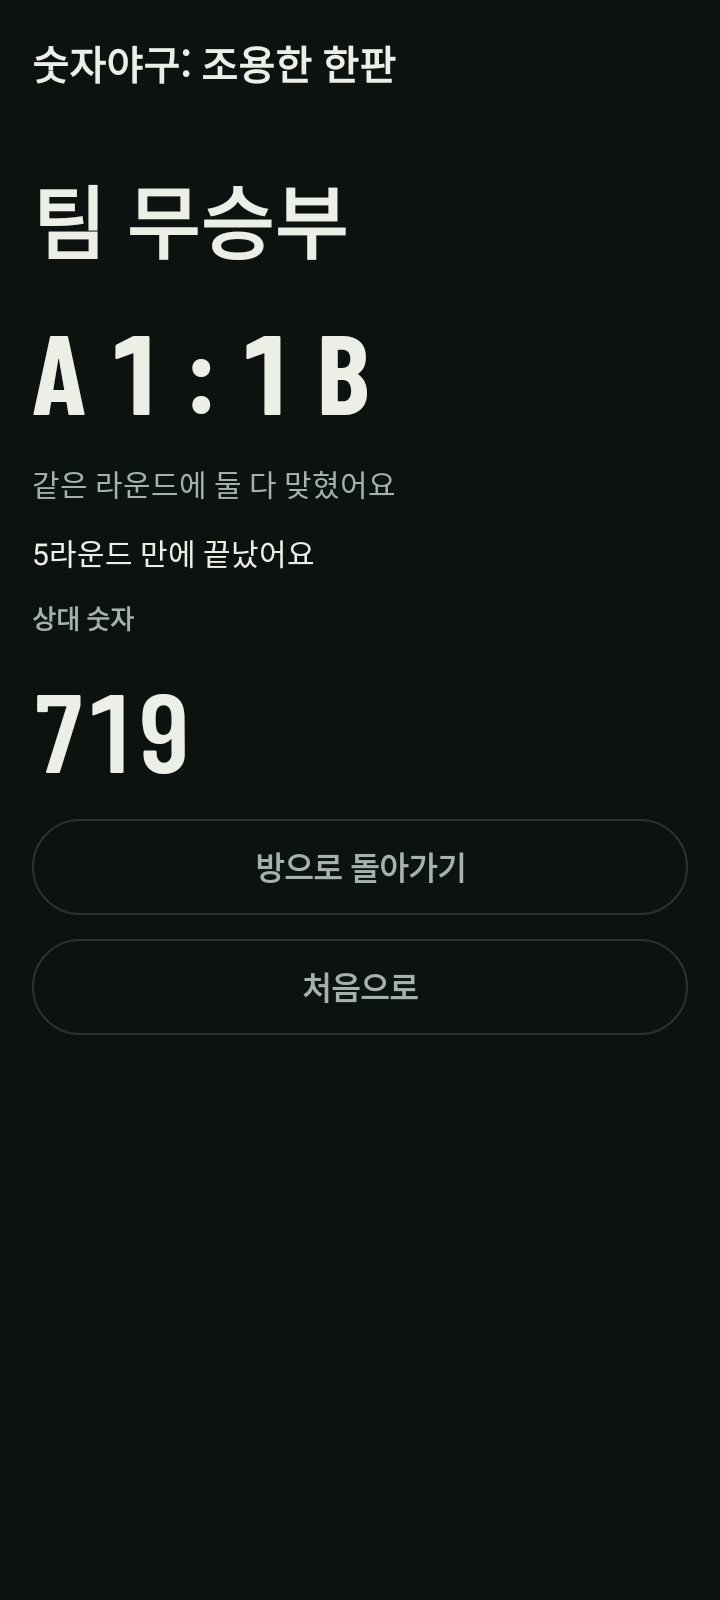 숫자야구: 조용한 한판
팀 무승부
A 1 : 1 B
같은 라운드에 둘 다 맞혔어요
5라운드 만에 끝났어요
상대 숫자
719
방으로 돌아가기
처음으로